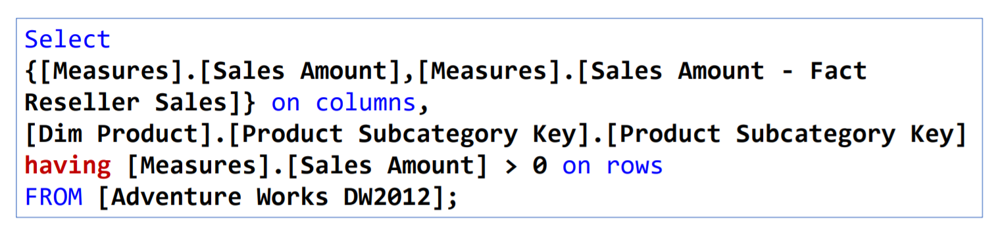 Select
{[Measures].[Sales Amount],[Measures].[Sales Amount - Fact
Reseller Sales]} on columns,
[Dim Product].[Product Subcategory Key].[Product Subcategory Key]
having [Measures].[Sales Amount] > 0 on rows
FROM [Adventure Works DW2012];